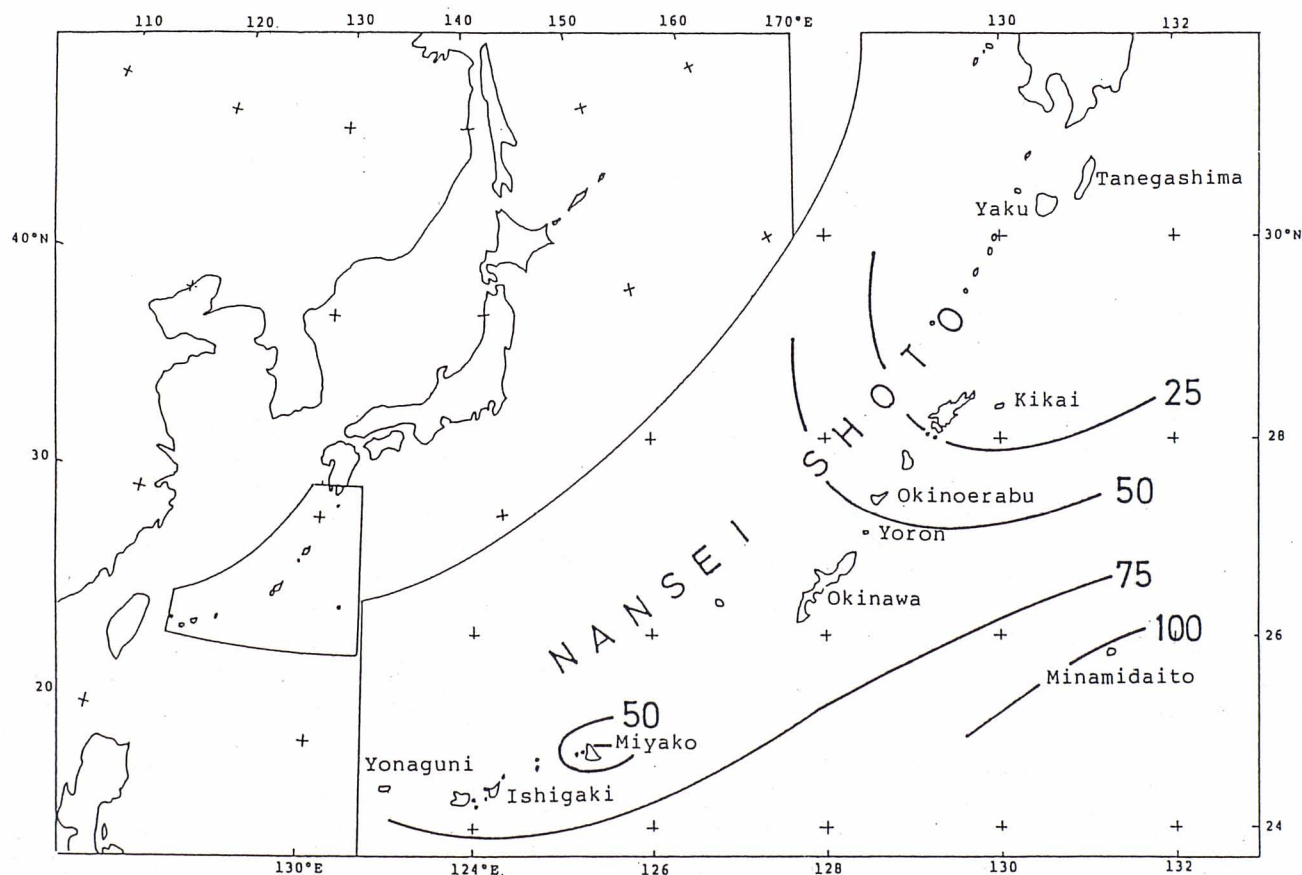 110 120. 130 140 150 160 170°E 130 132
Tanegashima
Yaku
40°N 30°N
NANSEI SHOTO
Kikai 25
28
30
Okinoerabu 50
Yoron
75
Okinawa
100
26
Minamidaito
20
50
Miyako
Yonaguni
Ishigaki
24
130°E 124°E. 126 128 130 132